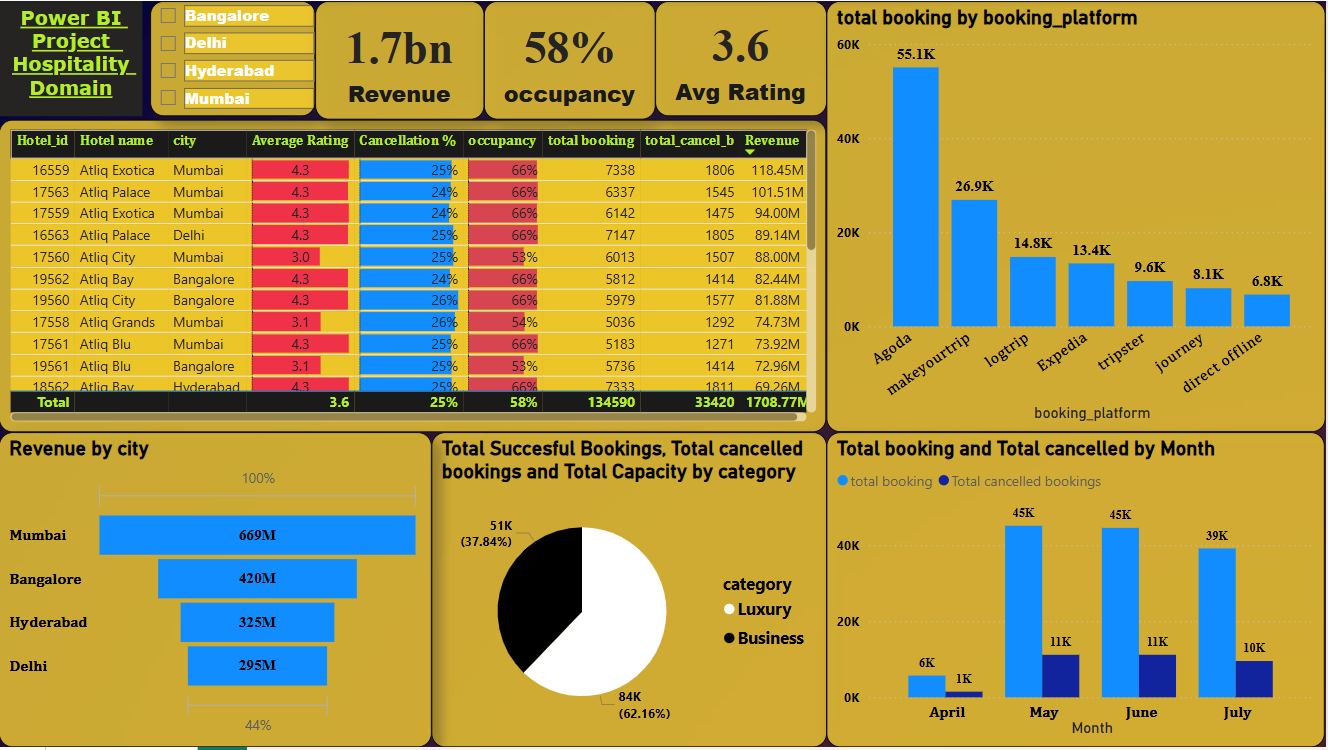 Power BI
Project
Hospitality
Domain
Bangalore
Delhi
Hyderabad
Mumbai
1.7bn
Revenue
58%
occupancy
3.6
Avg Rating
Hotel_id Hotel name city Average Rating Cancellation % occupancy total booking total_cancel_b Revenue
16559 Atliq Exotica Mumbai 4.3 25% 66% 7338 1806 118.45M
17563 Atliq Palace Mumbai 4.3 24% 66% 6337 1545 101.51M
17559 Atliq Exotica Mumbai 4.3 24% 66% 6142 1475 94.00M
16563 Atliq Palace Delhi 4.3 25% 66% 7147 1805 89.14M
17560 Atliq City Mumbai 3.0 25% 53% 6013 1507 88.00M
19562 Atliq Bay Bangalore 4.3 24% 66% 5812 1414 82.44M
19560 Atliq City Bangalore 4.3 26% 66% 5979 1577 81.88M
17558 Atliq Grands Mumbai 3.1 26% 54% 5036 1292 74.73M
17561 Atliq Blu Mumbai 4.3 25% 66% 5183 1271 73.92M
19561 Atliq Blu Bangalore 3.1 25% 53% 5736 1414 72.96M
18562 Atliq Bay Hyderabad 4.3 25% 66% 7333 1811 69.26M
Total 3.6 25% 58% 134590 33420 1708.77M
total booking by booking_platform
60K
40K
20K
0K
55.1K
26.9K
14.8K
13.4K
9.6K
8.1K
6.8K
Agoda
makeyourtrip
logtrip
Expedia
tripster
journey
direct offline
booking_platform
Revenue by city
100%
Mumbai 669M
Bangalore 420M
Hyderabad 325M
Delhi 295M
44%
Total Succesful Bookings, Total cancelled
bookings and Total Capacity by category
51K
(37.84%)
84K
(62.16%)
category
Luxury
Business
Total booking and Total cancelled by Month
total booking Total cancelled bookings
40K
20K
0K
6K
1K
45K
11K
45K
11K
39K
10K
April
May
June
July
Month